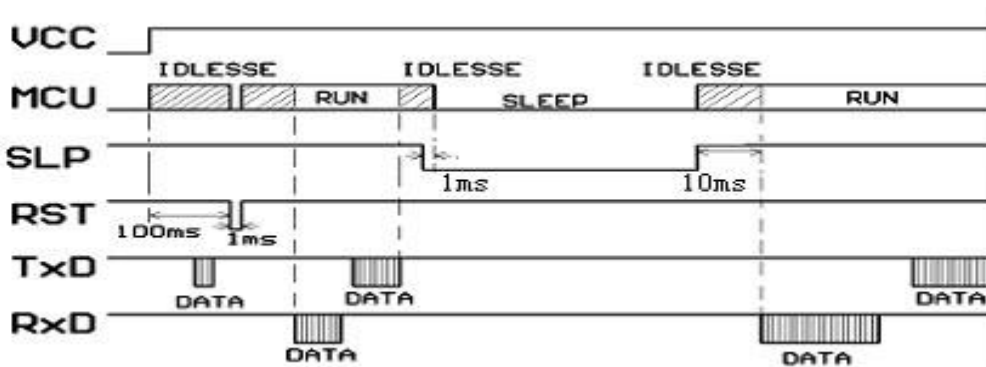 VCC
IDLESSE IDLESSE IDLESSE
MCU RUN SLEEP RUN
SLP
1ms 10ms
RST
100ms 1ms
TxD
DATA DATA DATA
RxD
DATA DATA